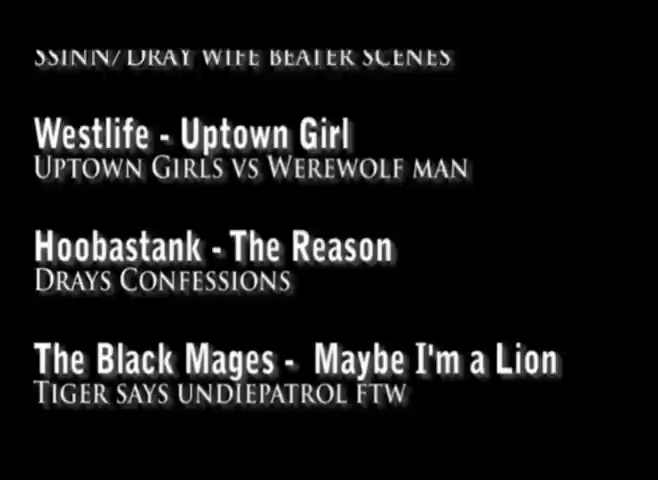 SSINN/DRAY WIFE BEATER SCENES
Westlife - Uptown Girl
UPTOWN GIRLS VS WEREWOLF MAN
Hoobastank - The Reason
DRAYS CONFESSIONS
The Black Mages - Maybe I'm a Lion
TIGER SAYS UNDIEPATROL FTW